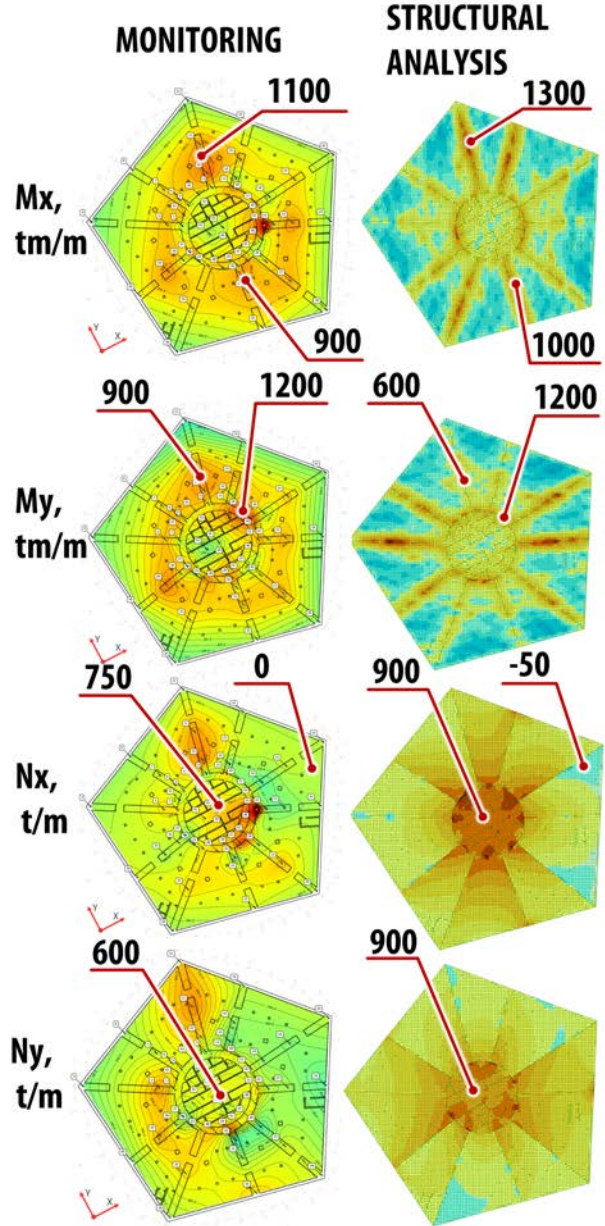 MONITORING
STRUCTURAL
ANALYSIS
1100
1300
Mx,
tm/m
900
1000
Y
X
900
1200
600
1200
My,
tm/m
Y
X
750
0
900
-50
Nx,
t/m
Y
X
600
900
Ny,
t/m
Y
X